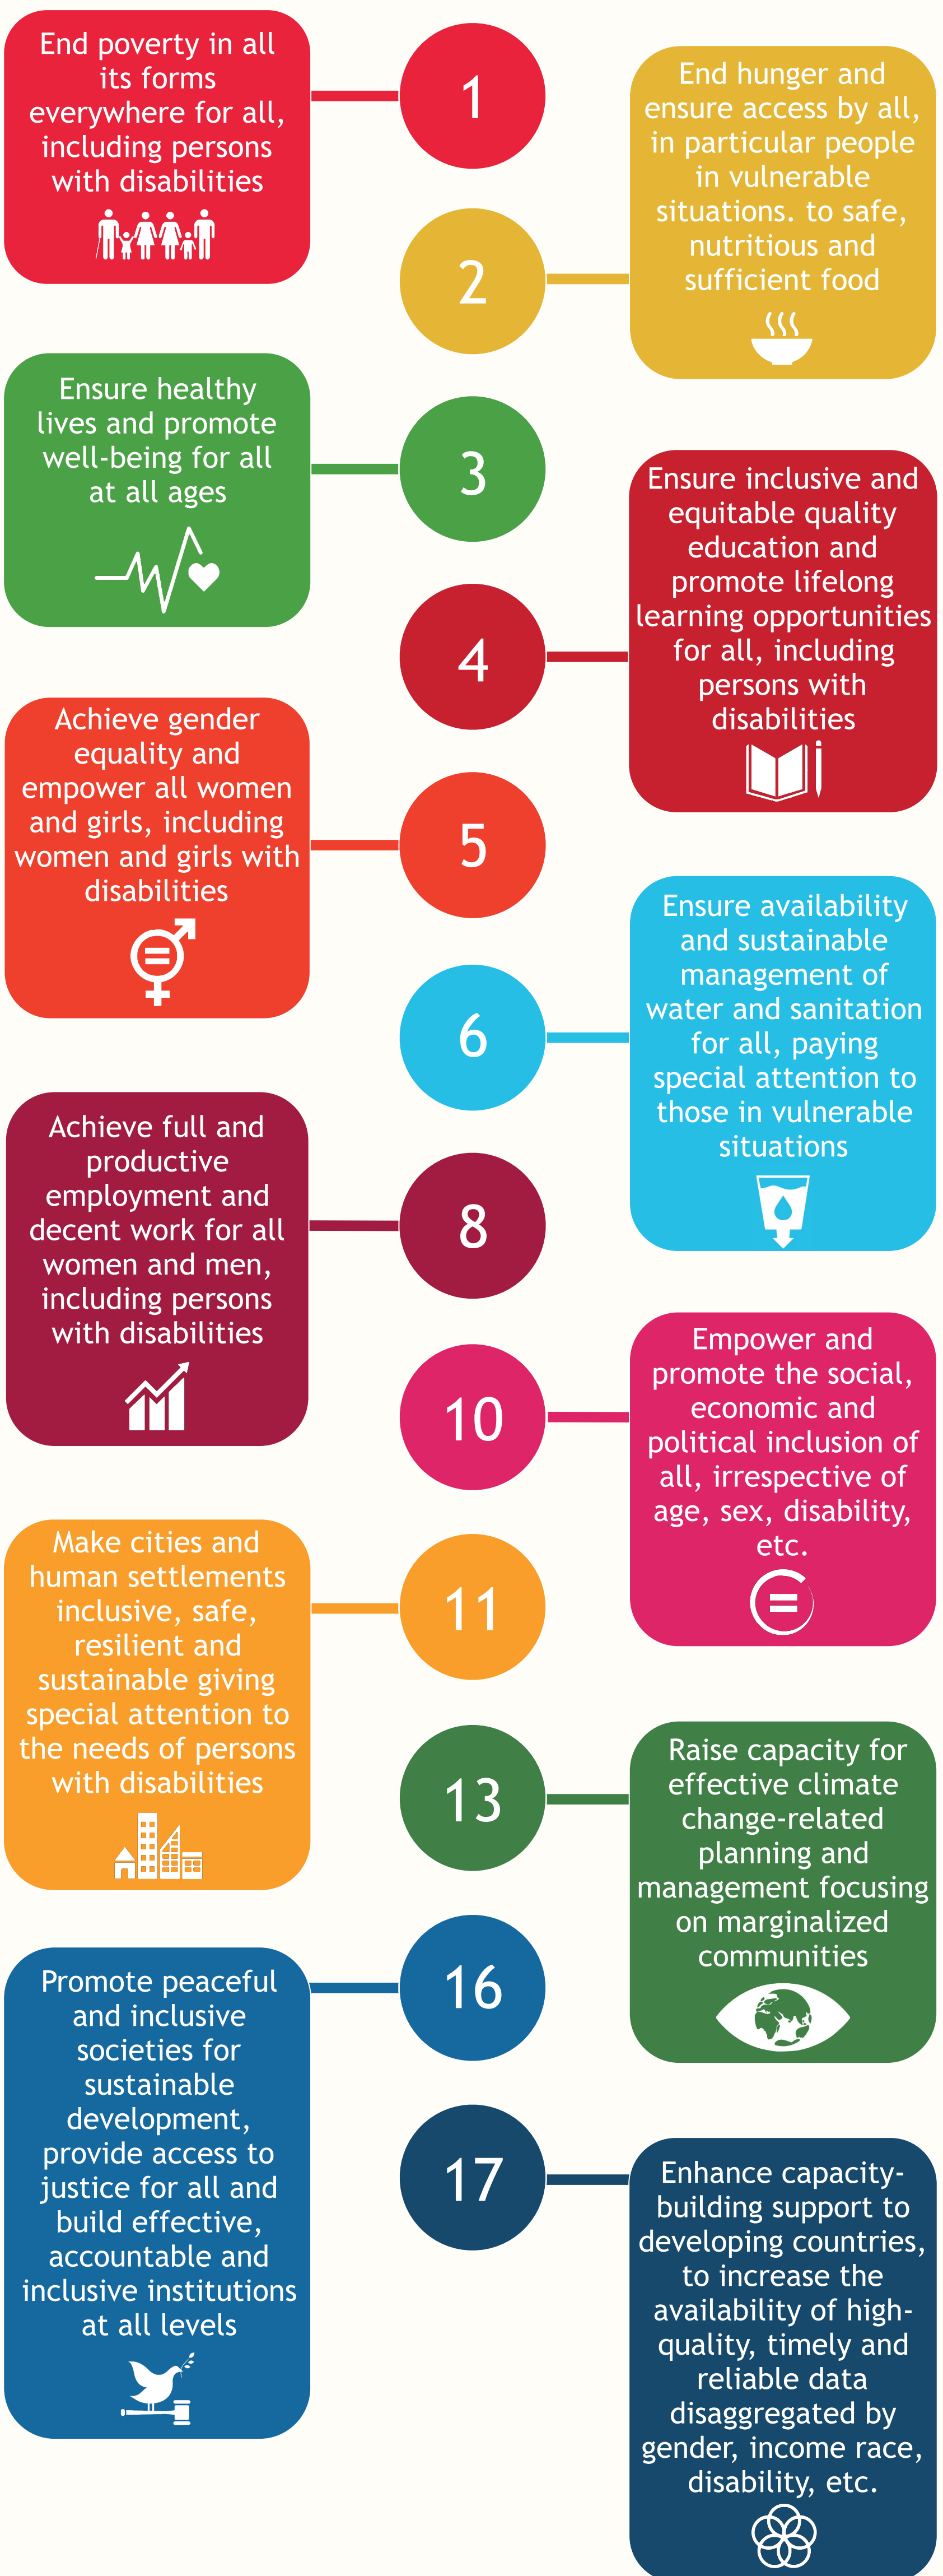 End poverty in all
its forms
everywhere for all,
including persons
with disabilities
1
End hunger and
ensure access by all,
in particular people
in vulnerable
situations. to safe,
nutritious and
sufficient food
2
Ensure healthy
lives and promote
well-being for all
at all ages
3
Ensure inclusive and
equitable quality
education and
promote lifelong
learning opportunities
for all, including
persons with
disabilities
4
Achieve gender
equality and
empower all women
and girls, including
women and girls with
disabilities
5
Ensure availability
and sustainable
management of
water and sanitation
for all, paying
special attention to
those in vulnerable
situations
6
Achieve full and
productive
employment and
decent work for all
women and men,
including persons
with disabilities
8
Empower and
promote the social,
economic and
political inclusion of
all, irrespective of
age, sex, disability,
etc.
10
Make cities and
human settlements
inclusive, safe,
resilient and
sustainable giving
special attention to
the needs of persons
with disabilities
11
Raise capacity for
effective climate
change-related
planning and
management focusing
on marginalized
communities
13
Promote peaceful
and inclusive
societies for
sustainable
development,
provide access to
justice for all and
build effective,
accountable and
inclusive institutions
at all levels
16
17
Enhance capacity-
building support to
developing countries,
to increase the
availability of high-
quality, timely and
reliable data
disaggregated by
gender, income race,
disability, etc.